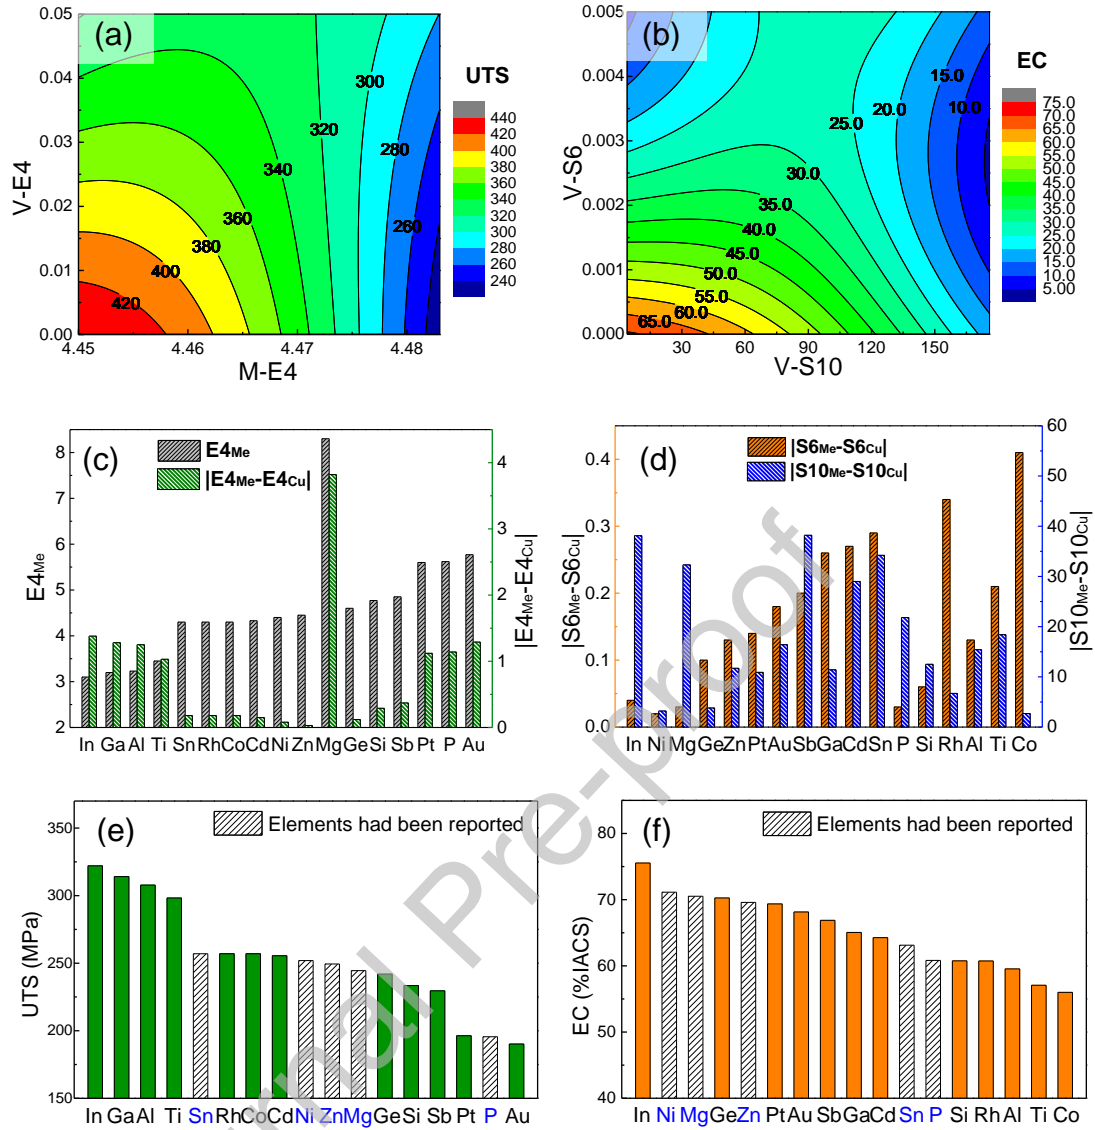 (a)
0.05
0.04
0.03
0.02
0.01
0.00
V-E4
4.45 4.46 4.47 4.48
M-E4
300
320
280
340
360
260
380
400
420
UTS
440
420
400
380
360
340
320
300
280
260
240
(b)
0.005
0.004
0.003
0.002
0.001
0.000
V-S6
30 60 90 120 150
V-S10
15.0
10.0
20.0
25.0
30.0
35.0
40.0
45.0
50.0
55.0
60.0
65.0
EC
75.0
65.0
60.0
55.0
50.0
45.0
40.0
35.0
30.0
25.0
20.0
15.0
10.0
5.00
(c)
E4Me
|E4Me-E4Cu|
8
7
6
5
4
3
2
E4Me
4
3
2
1
0
|E4Me-E4Cu|
In Ga Al Ti Sn Rh Co Cd Ni Zn Mg Ge Si Sb Pt P Au
(d)
|S6Me-S6Cu|
|S10Me-S10Cu|
0.4
0.3
0.2
0.1
0.0
|S6Me-S6Cu|
60
50
40
30
20
10
0
|S10Me-S10Cu|
In Ni Mg Ge Zn Pt Au Sb Ga Cd Sn P Si Rh Al Ti Co
(e)
Elements had been reported
350
300
250
200
150
UTS (MPa)
In Ga Al Ti Sn Rh Co Cd Ni Zn Mg Ge Si Sb Pt P Au
(f)
Elements had been reported
80
70
60
50
40
EC (%IACS)
In Ni Mg Ge Zn Pt Au Sb Ga Cd Sn P Si Rh Al Ti Co
rnal Pre-proof